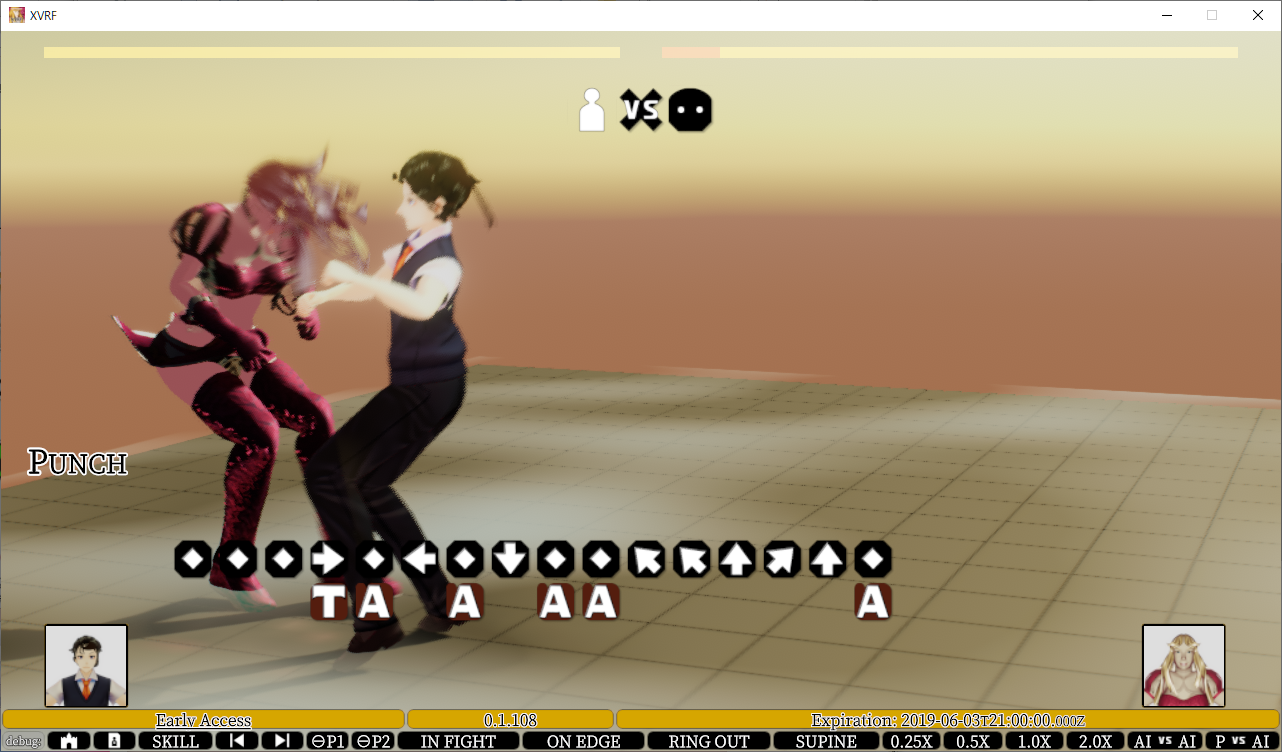 XVRF
VS
PUNCH
T A A A A A
Early Access 0.1.108 Expiration: 2019-06-03T21:00:00.000Z
debug: SKILL ⊖P1 ⊖P2 IN FIGHT ON EDGE RING OUT SUPINE 0.25X 0.5X 1.0X 2.0X AI VS AI P VS AI